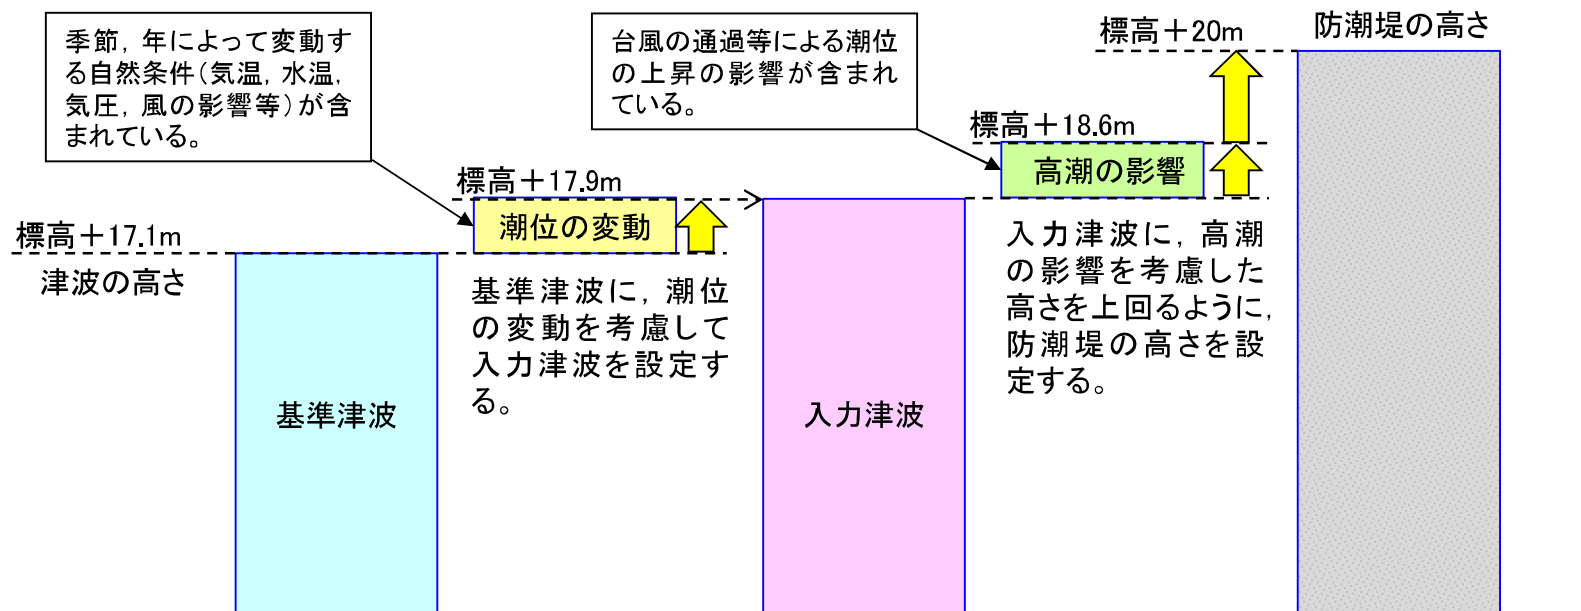 季節，年によって変動す
る自然条件（気温，水温，
気圧，風の影響等）が含
まれている。
台風の通過等による潮位
の上昇の影響が含まれ
ている。
標高＋20m
防潮堤の高さ
標高＋18.6m
高潮の影響
標高＋17.9m
潮位の変動
標高＋17.1m
津波の高さ
基準津波に，潮位
の変動を考慮して
入力津波を設定す
る。
入力津波に，高潮
の影響を考慮した
高さを上回るように，
防潮堤の高さを設
定する。
基準津波
入力津波